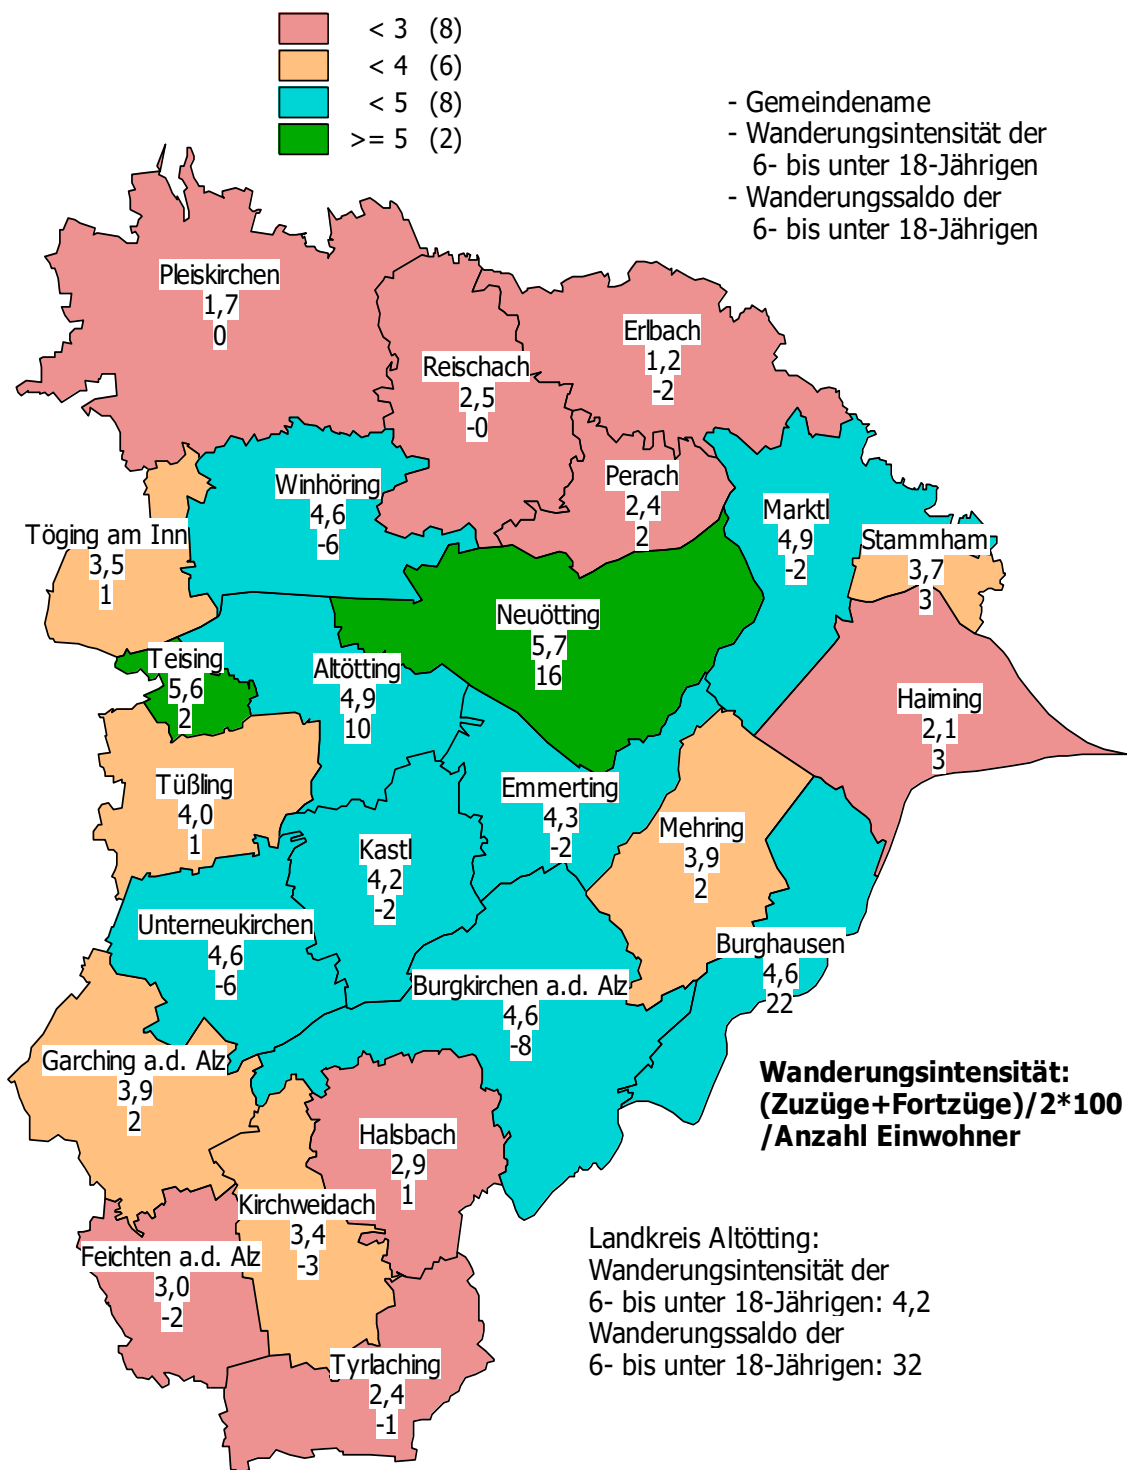 < 3 (8)
< 4 (6)
< 5 (8)
>= 5 (2)
- Gemeindename
- Wanderungsintensität der
6- bis unter 18-Jährigen
- Wanderungssaldo der
6- bis unter 18-Jährigen
Pleiskirchen
1,7
0
Erlbach
1,2
-2
Reischach
2,5
-0
Perach
2,4
2
Winhöring
4,6
-6
Marktl
4,9
-2
Töging am Inn
3,5
1
Stammham
3,7
3
Neuötting
5,7
16
Teising
5,6
2
Altötting
4,9
10
Haiming
2,1
3
Tüßling
4,0
1
Emmerting
4,3
-2
Mehring
3,9
2
Kastl
4,2
-2
Unterneukirchen
4,6
-6
Burghausen
4,6
22
Burgkirchen a.d. Alz
4,6
-8
Garching a.d. Alz
3,9
2
Wanderungsintensität:
(Zuzüge+Fortzüge)/2*100
/Anzahl Einwohner
Halsbach
2,9
1
Kirchweidach
3,4
-3
Feichten a.d. Alz
3,0
-2
Landkreis Altötting:
Wanderungsintensität der
6- bis unter 18-Jährigen: 4,2
Wanderungssaldo der
6- bis unter 18-Jährigen: 32
Tyrlaching
2,4
-1